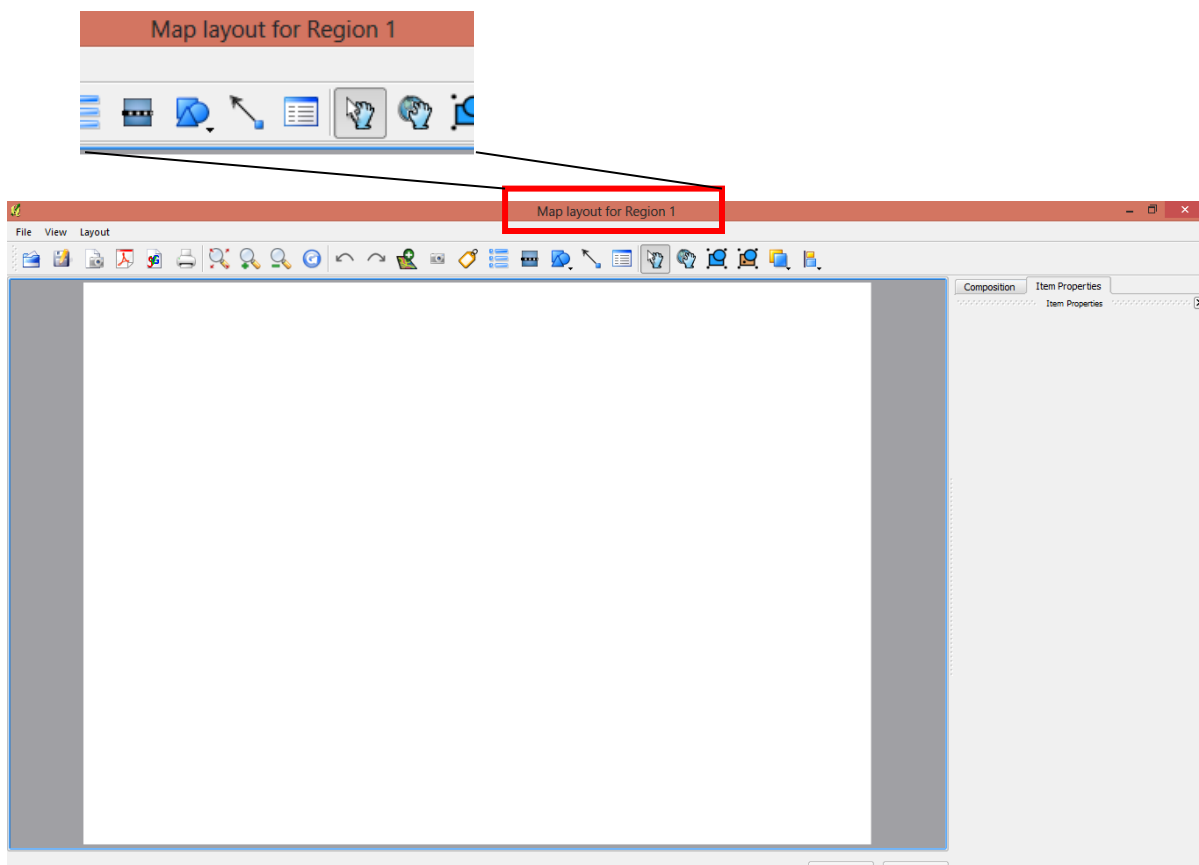 Map layout for Region 1
Map layout for Region 1
File View Layout
Composition Item Properties
Item Properties